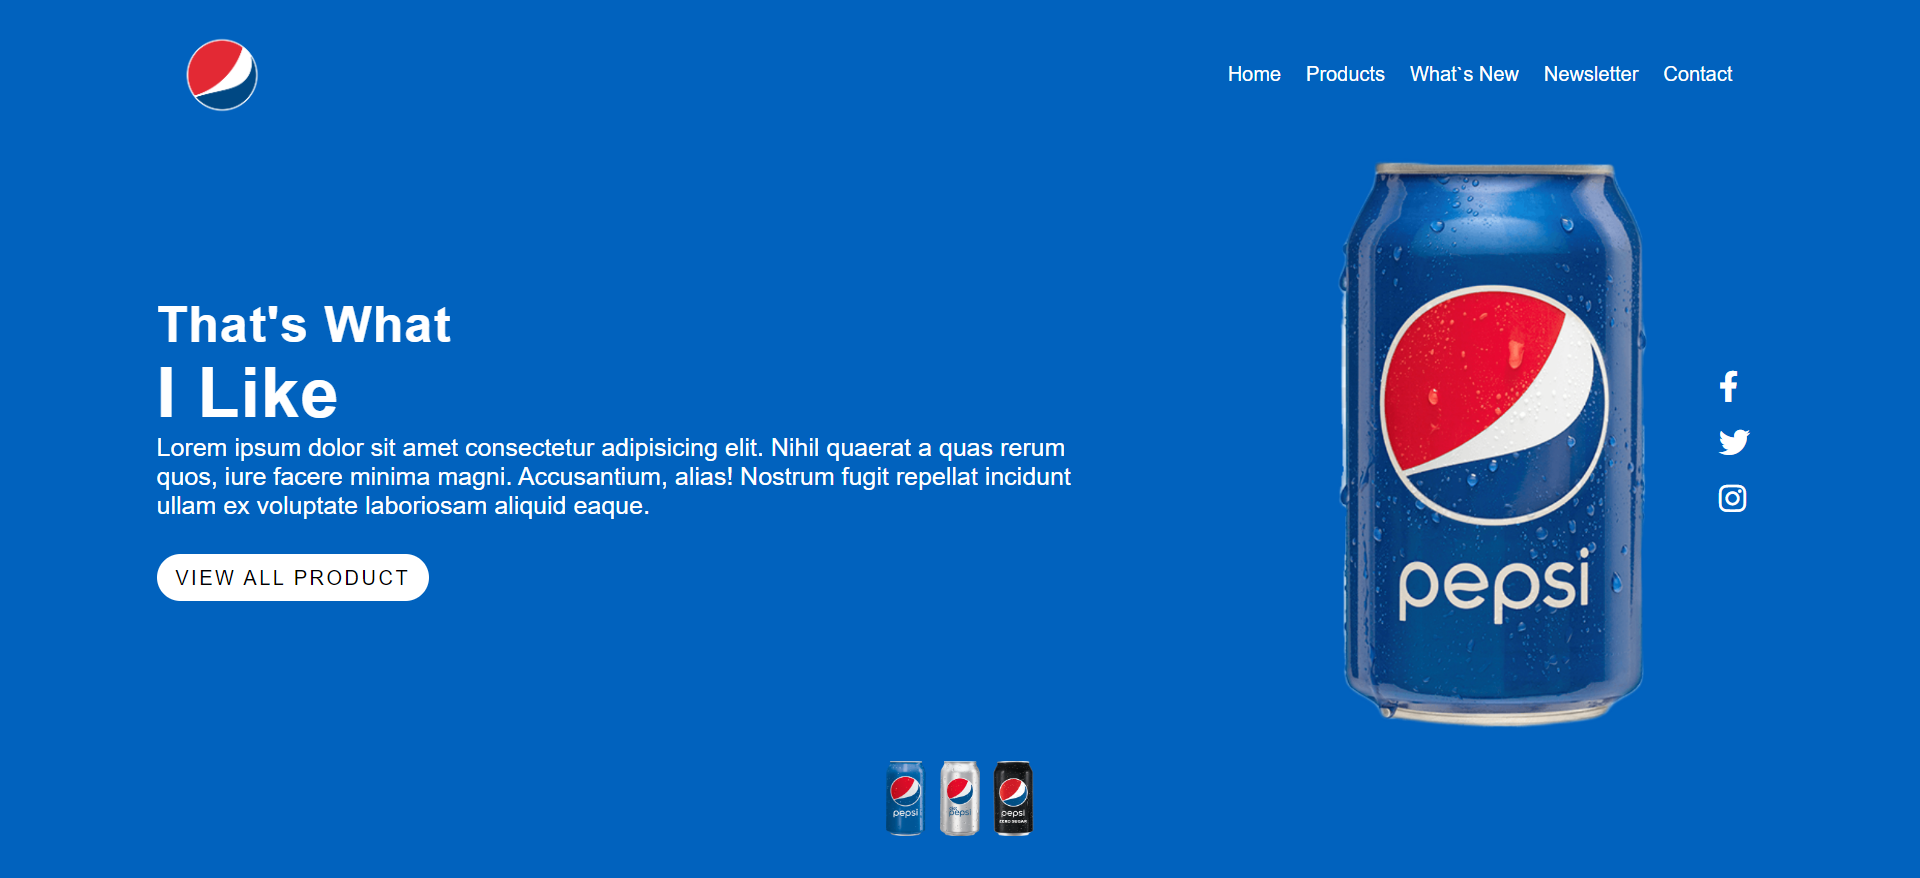 Home Products What`s New Newsletter Contact
That's What
I Like
Lorem ipsum dolor sit amet consectetur adipisicing elit. Nihil quaerat a quas rerum
quos, iure facere minima magni. Accusantium, alias! Nostrum fugit repellat incidunt
ullam ex voluptate laboriosam aliquid eaque.
VIEW ALL PRODUCT
pepsi
pepsi
pepsi
pepsi
ZERO SUGAR